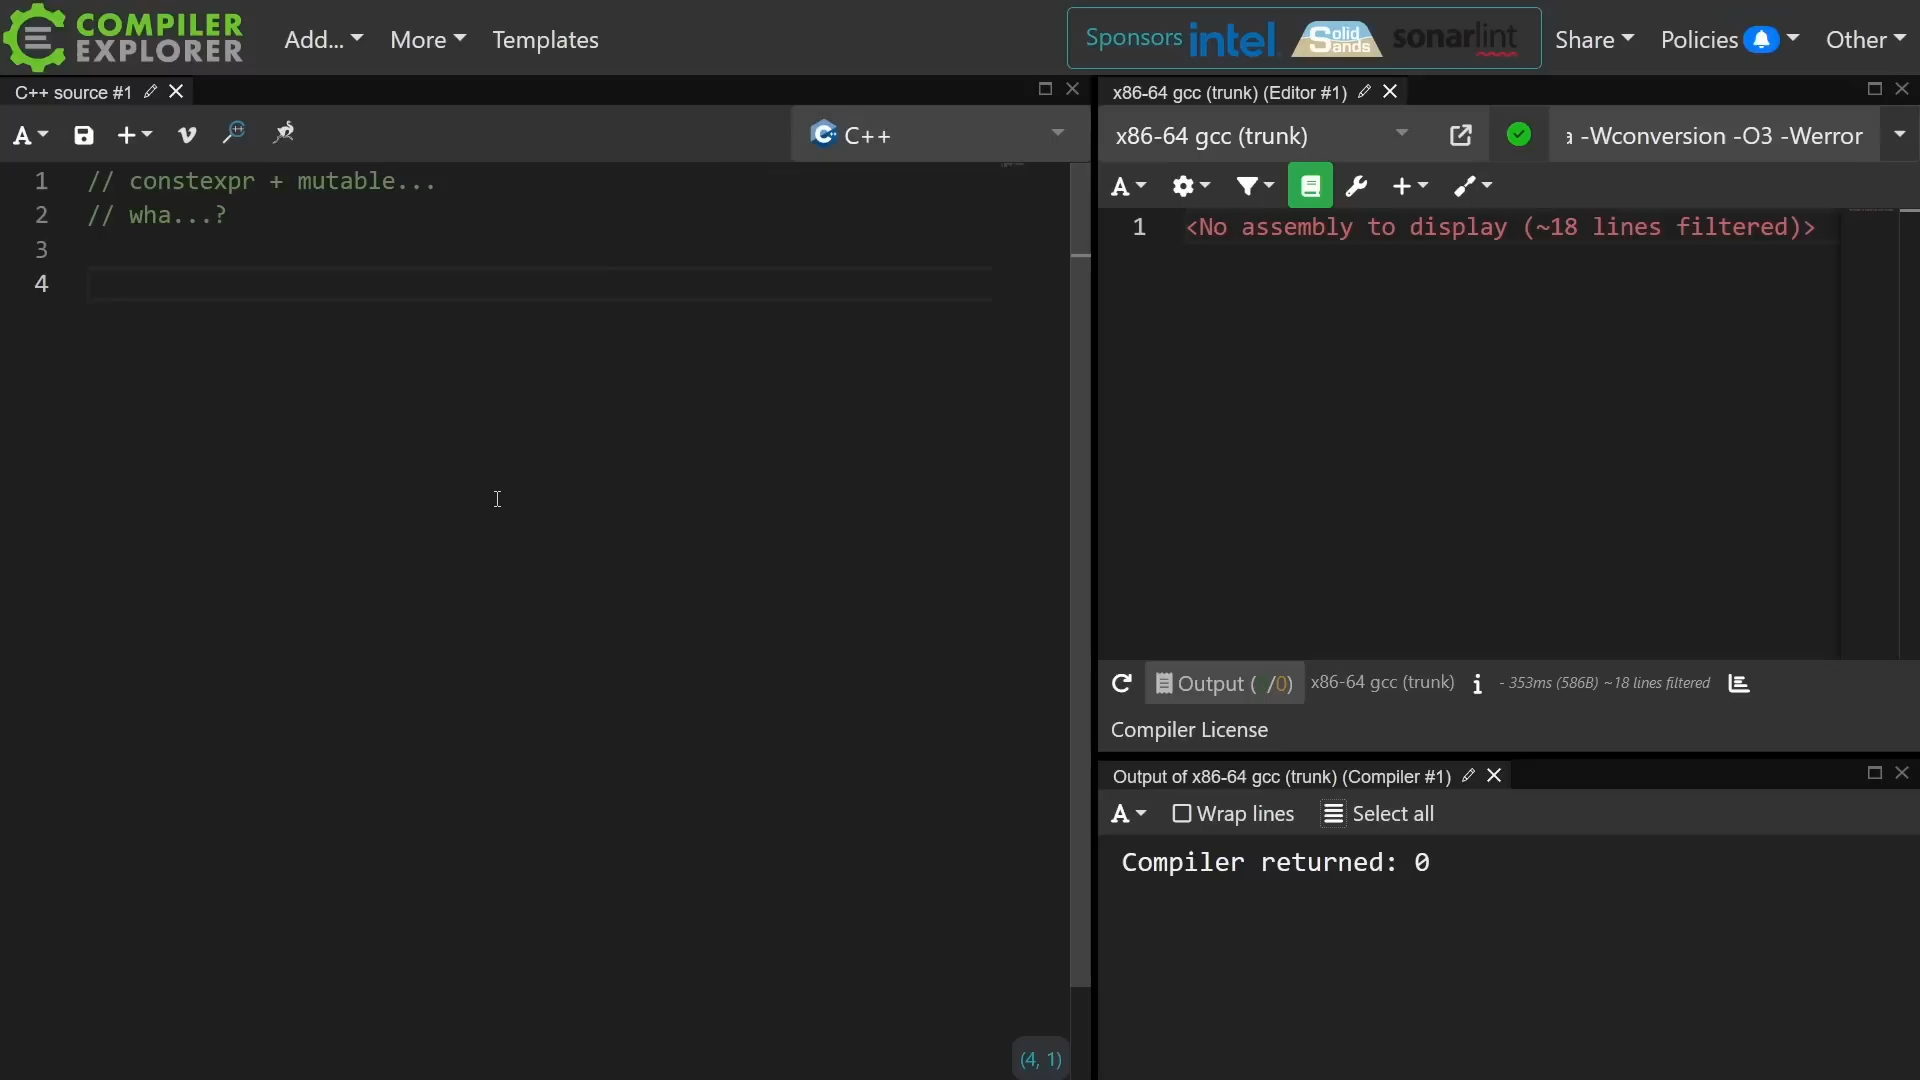 COMPILER
EXPLORER
Add...
More
Templates
Sponsors
intel
Solid
Sands
sonarlint
Share
Policies
Other
C++ source #1
A
C++
1 // constexpr + mutable...
2 // wha...?
3
4
(4, 1)
x86-64 gcc (trunk) (Editor #1)
x86-64 gcc (trunk)
-Wconversion -O3 -Werror
A
1 <No assembly to display (~18 lines filtered)>
Output ( /0) x86-64 gcc (trunk) i - 353ms (586B) ~18 lines filtered
Compiler License
Output of x86-64 gcc (trunk) (Compiler #1)
A Wrap lines Select all
Compiler returned: 0